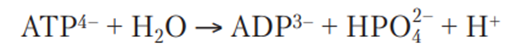 ATP⁴⁻ + H₂O → ADP³⁻ + HPO₄²⁻ + H⁺